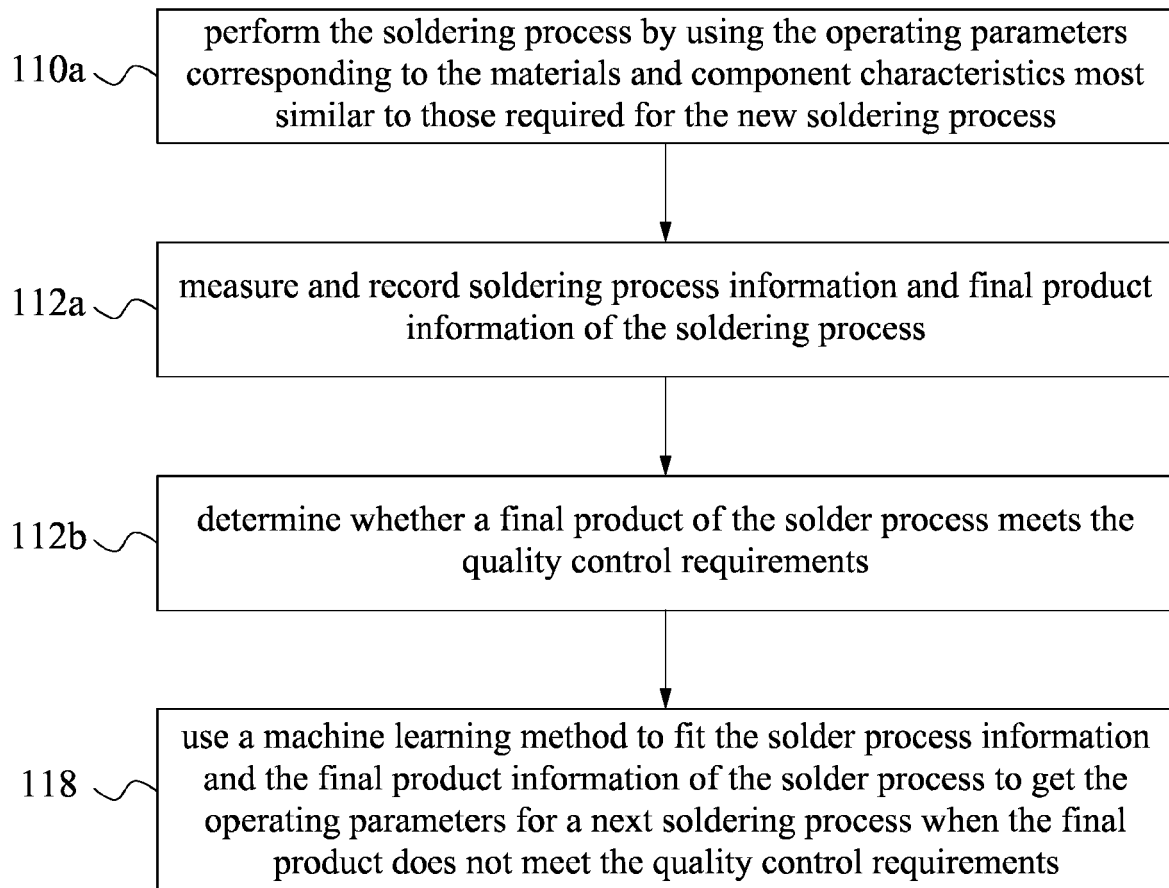 110a
perform the soldering process by using the operating parameters
corresponding to the materials and component characteristics most
similar to those required for the new soldering process
112a
measure and record soldering process information and final product
information of the soldering process
112b
determine whether a final product of the solder process meets the
quality control requirements
118
use a machine learning method to fit the solder process information
and the final product information of the solder process to get the
operating parameters for a next soldering process when the final
product does not meet the quality control requirements